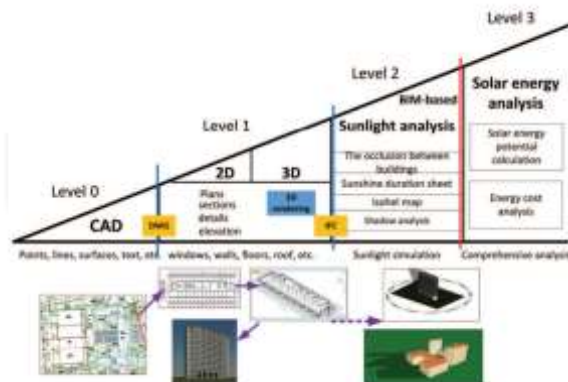 Level 3
Level 2
BIM-based
Solar energy
analysis
Level 1
Sunlight analysis
Solar energy
potential
calculation
The occlusion between
buildings
2D
3D
Level 0
Sunshine duration sheet
Plans
sections
details
elevation
3D
rendering
Isohel map
Energy cost
analysis
CAD
DWG
IFC
Shadow analysis
Points, lines, surfaces, text, etc.
windows, walls, floors, roof, etc.
Sunlight simulation
Comprehensive analysis